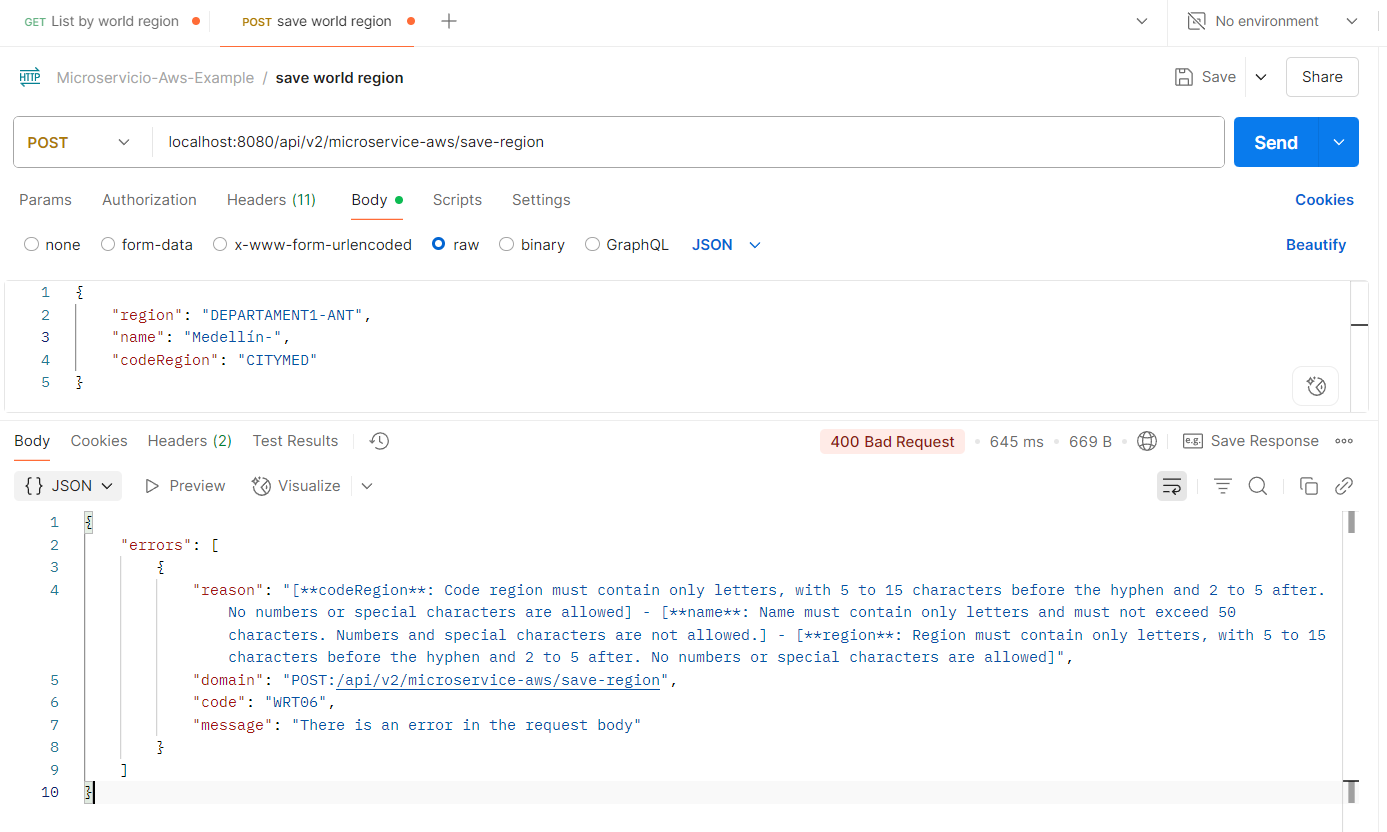 GET List by world region
POST save world region
No environment
HTTP Microservicio-Aws-Example / save world region
Save
Share
POST
localhost:8080/api/v2/microservice-aws/save-region
Send
Params Authorization Headers (11) Body Scripts Settings
Cookies
none form-data x-www-form-urlencoded raw binary GraphQL JSON
Beautify
1 {
2 "region": "DEPARTAMENT1-ANT",
3 "name": "Medellín-",
4 "codeRegion": "CITYMED"
5 }
Body Cookies Headers (2) Test Results
400 Bad Request • 645 ms • 669 B •
e.g. Save Response
{} JSON Preview Visualize
1 {
2 "errors": [
3 {
4 "reason": "[**codeRegion**: Code region must contain only letters, with 5 to 15 characters before the hyphen and 2 to 5 after.
No numbers or special characters are allowed] - [**name**: Name must contain only letters and must not exceed 50
characters. Numbers and special characters are not allowed.] - [**region**: Region must contain only letters, with 5 to 15
characters before the hyphen and 2 to 5 after. No numbers or special characters are allowed]",
5 "domain": "POST:/api/v2/microservice-aws/save-region",
6 "code": "WRT06",
7 "message": "There is an error in the request body"
8 }
9 ]
10 }